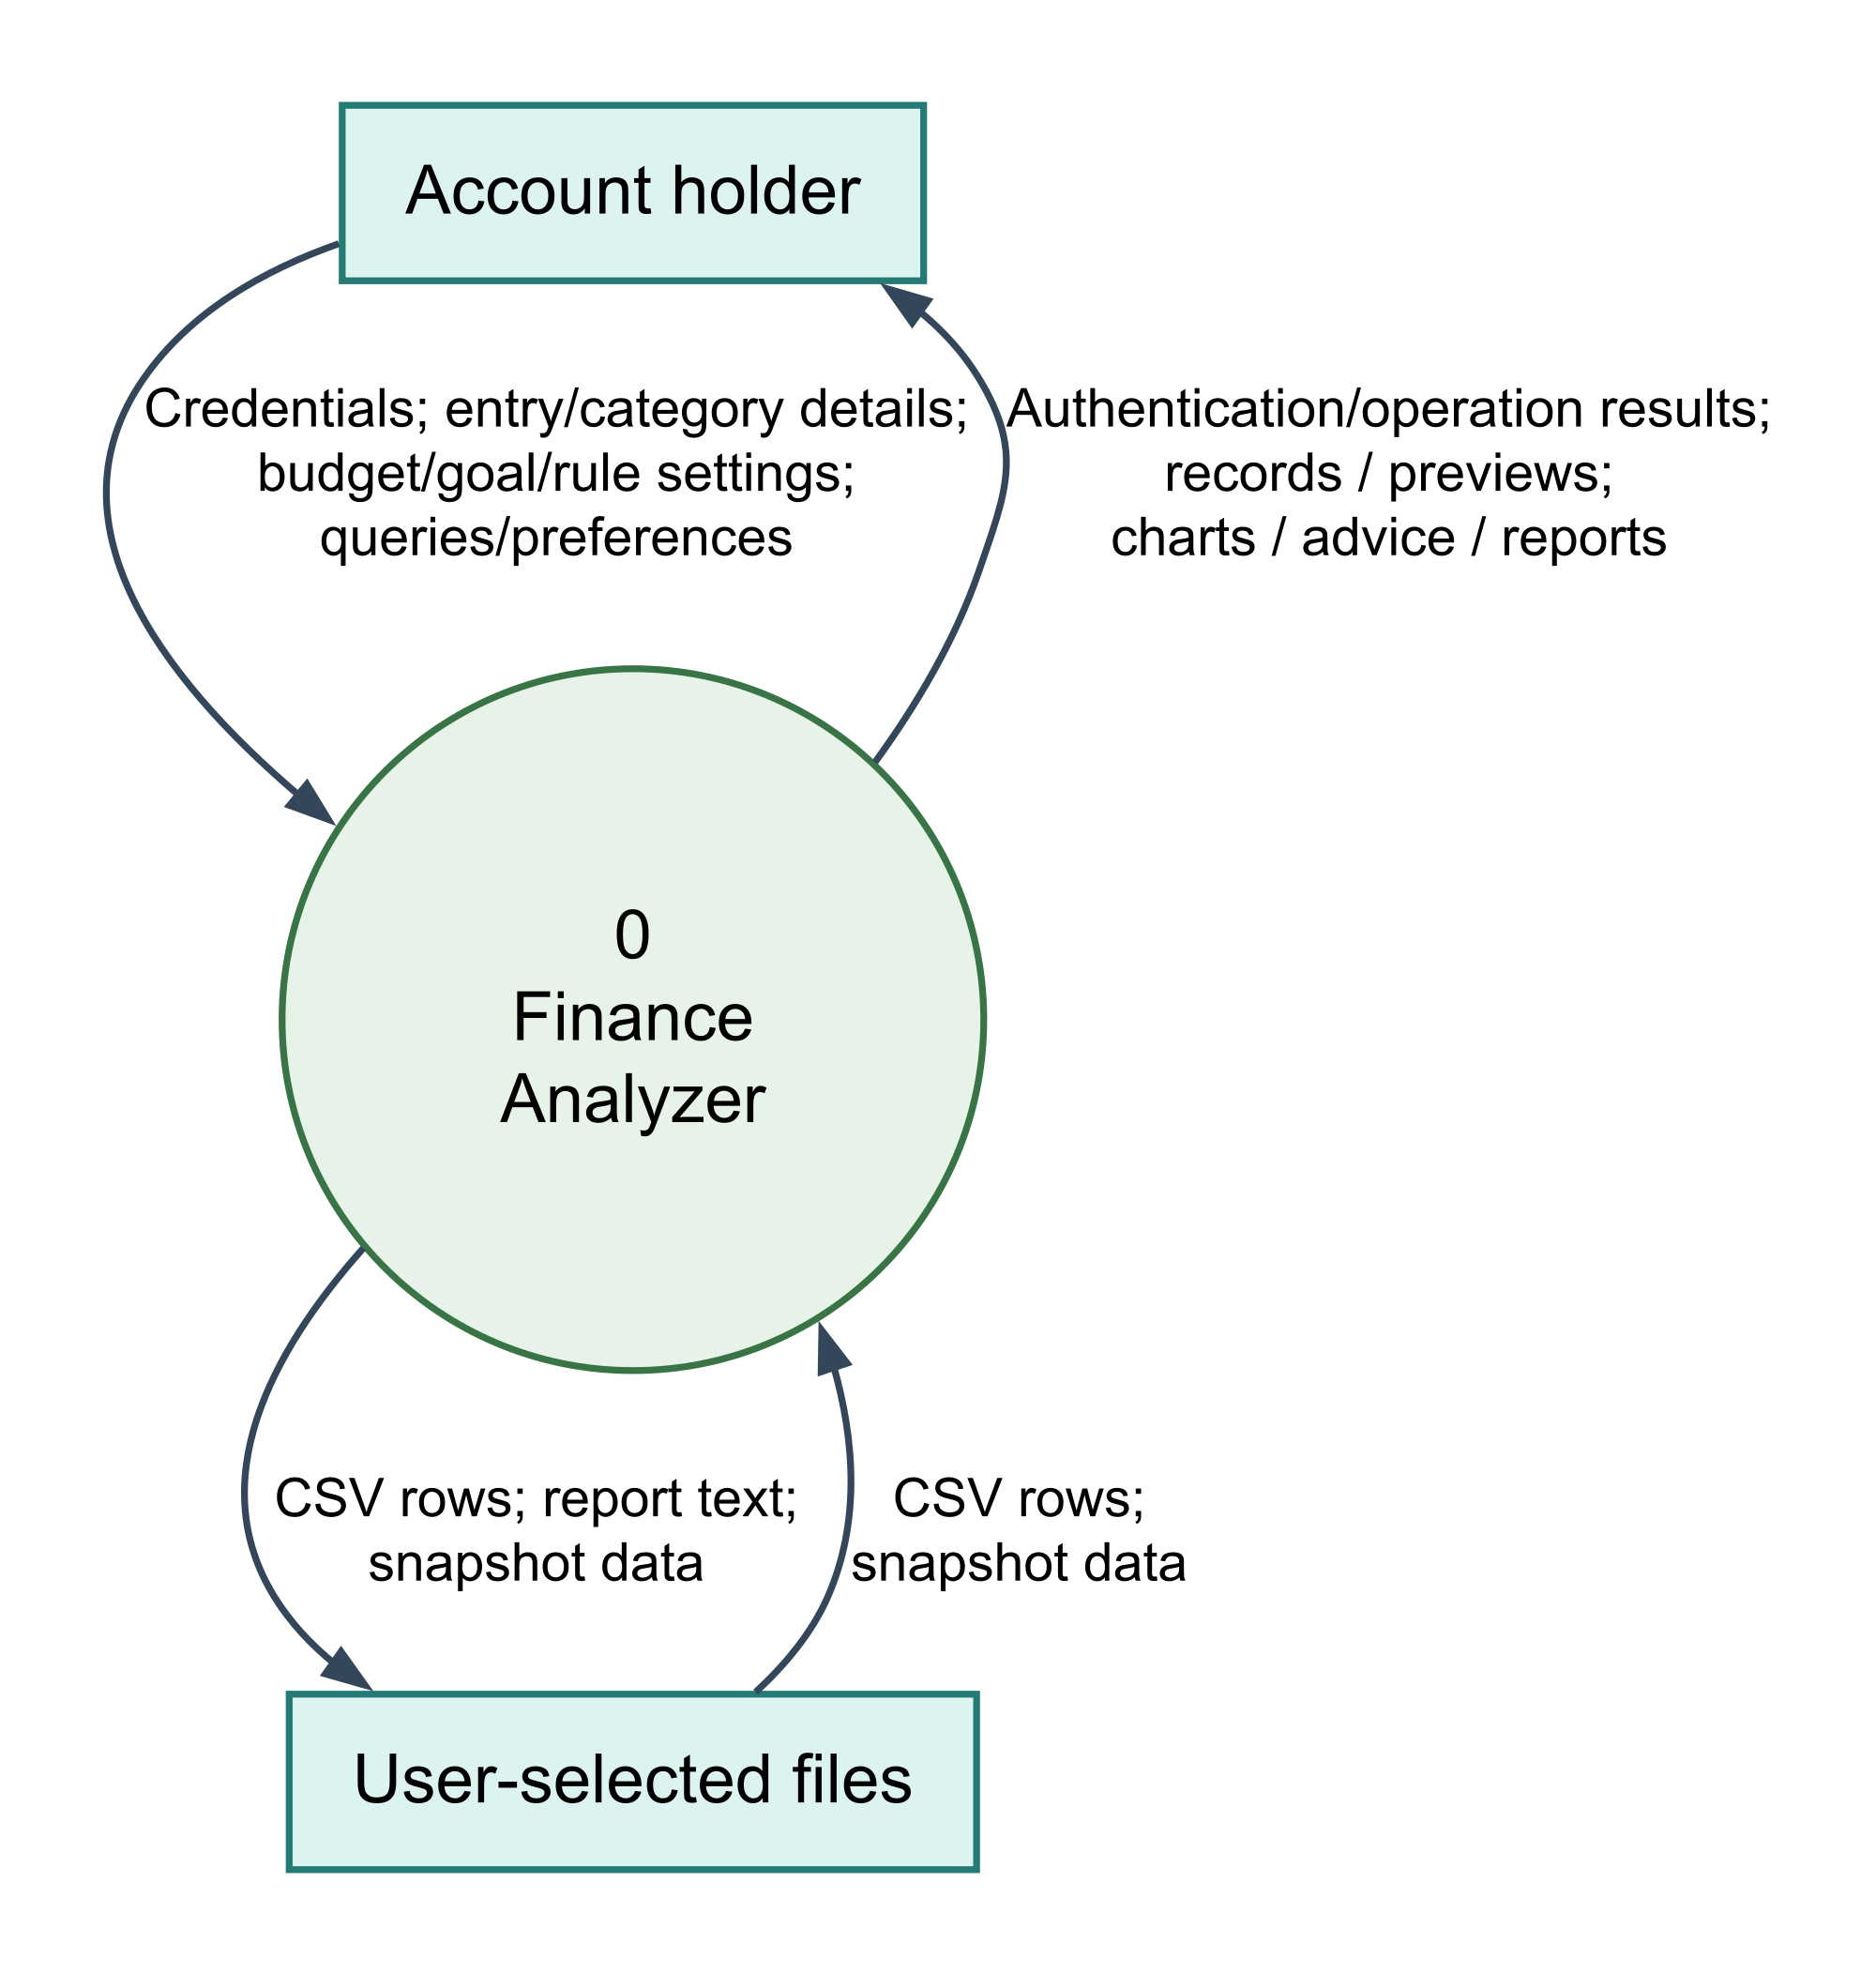 Account holder
Credentials; entry/category details;
budget/goal/rule settings;
queries/preferences
Authentication/operation results;
records / previews;
charts / advice / reports
0
Finance
Analyzer
CSV rows; report text;
snapshot data
CSV rows;
snapshot data
User-selected files